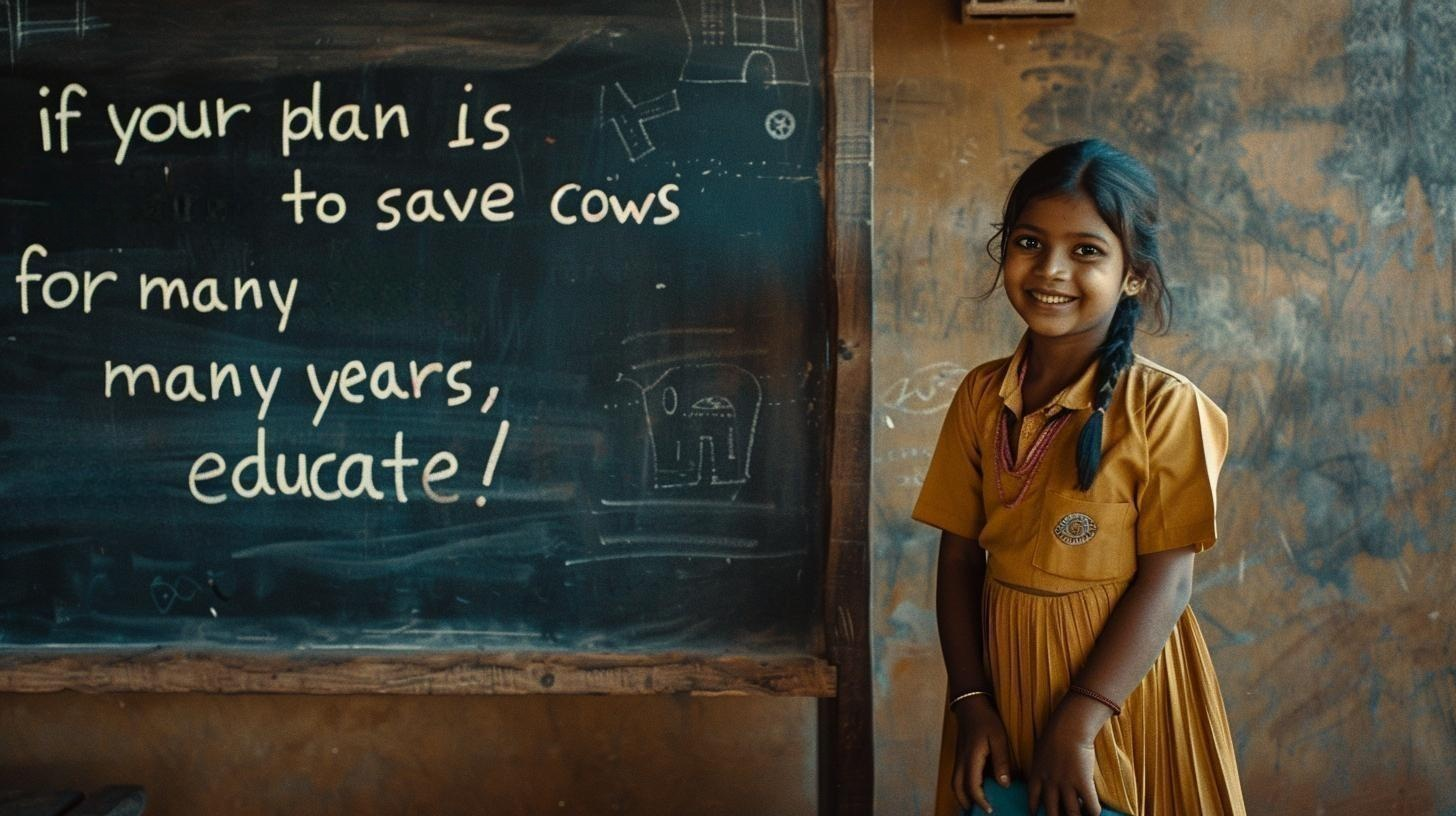 if your plan is
to save cows
for many
many years,
educate!